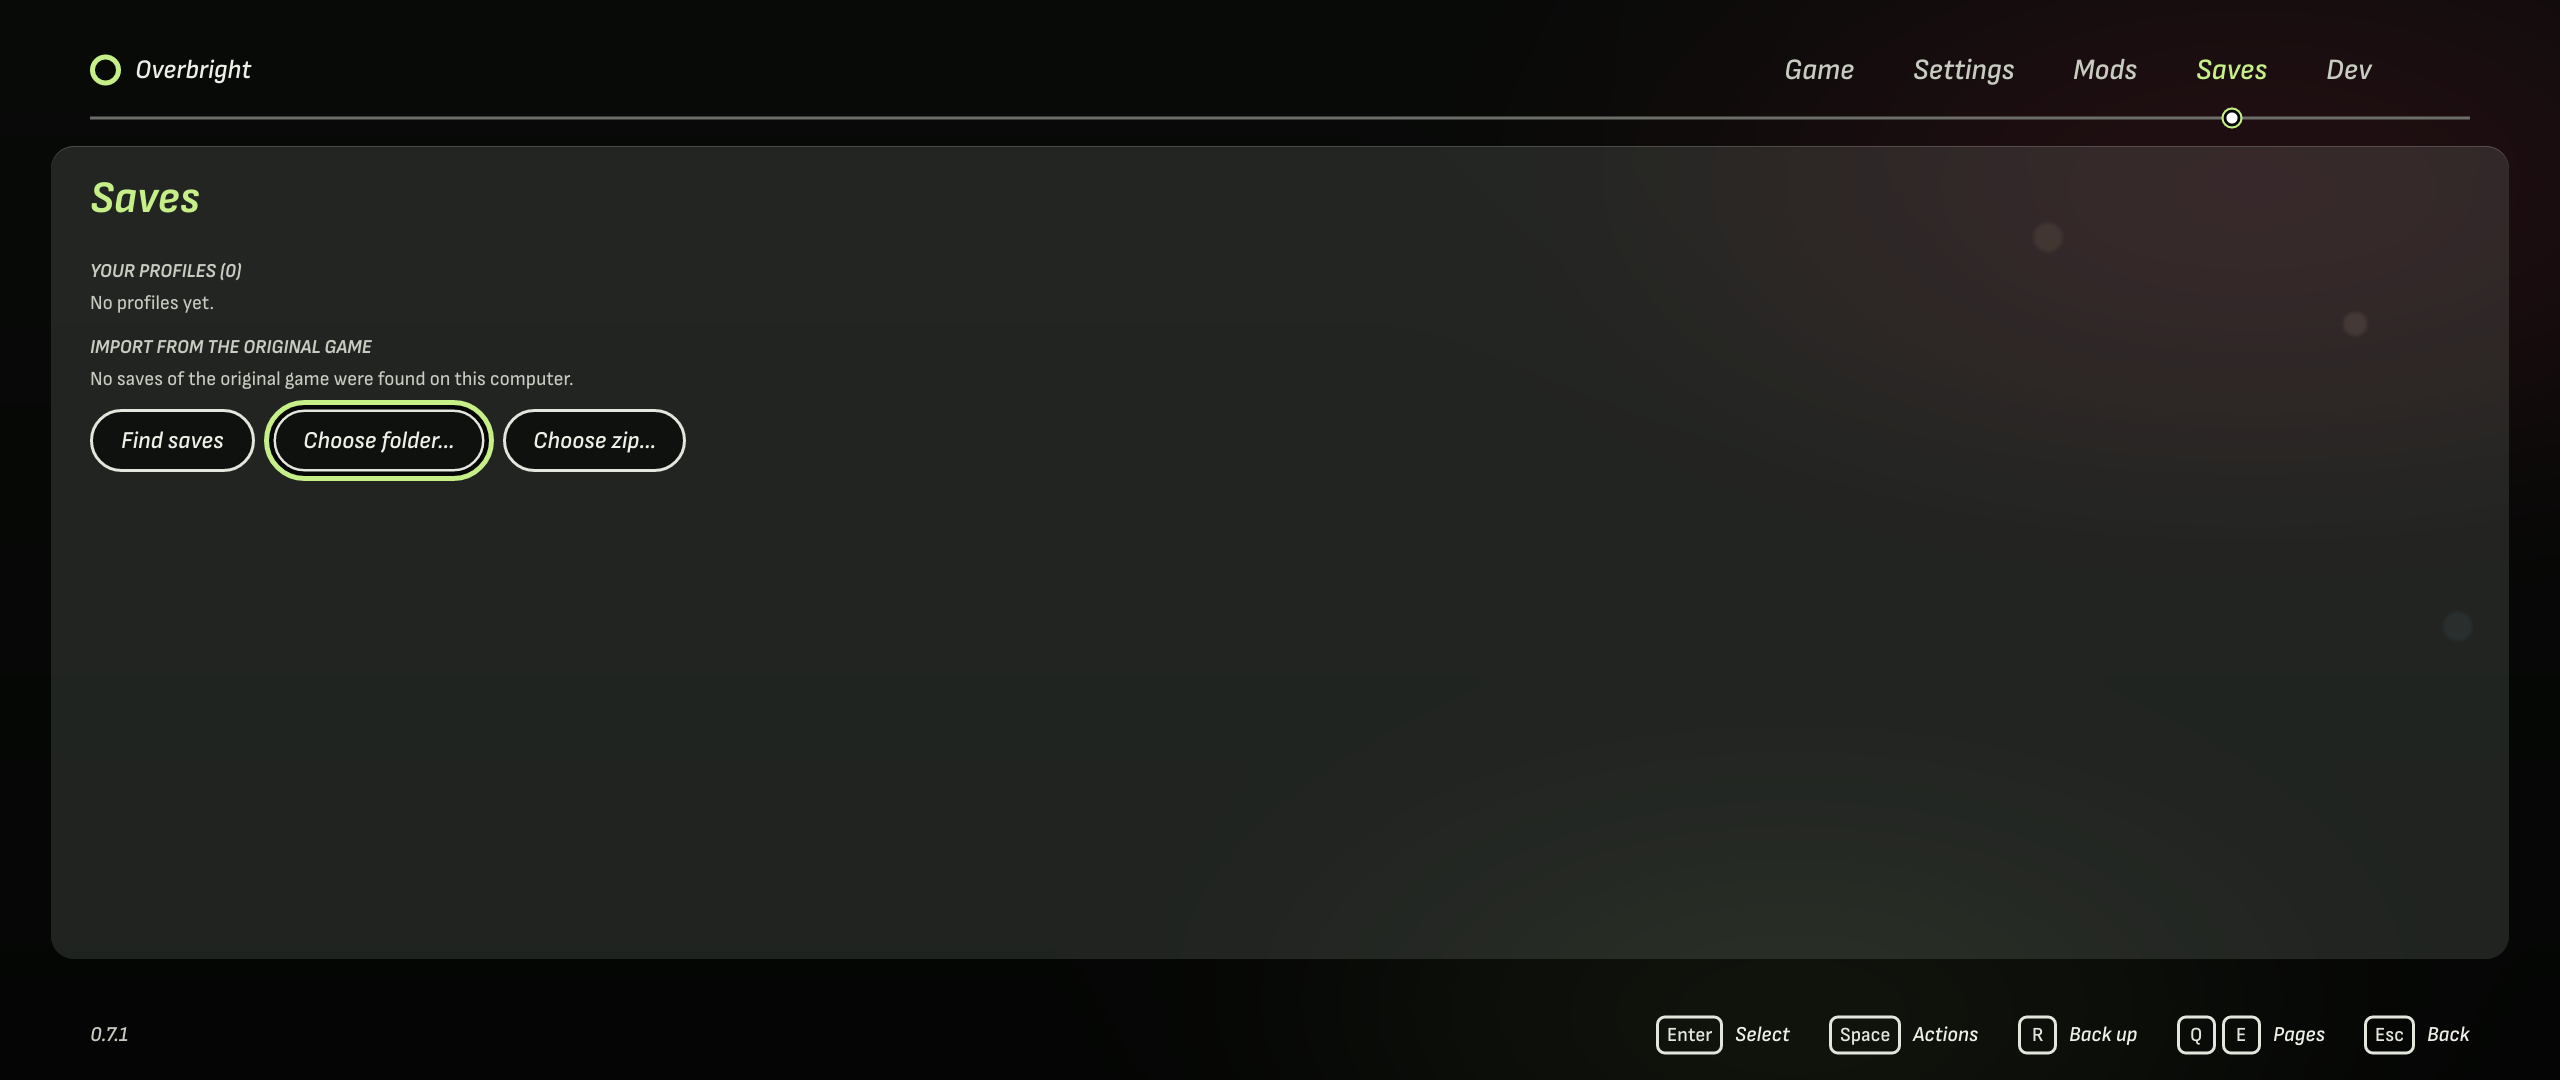 Overbright
Game Settings Mods Saves Dev
Saves
YOUR PROFILES (0)
No profiles yet.
IMPORT FROM THE ORIGINAL GAME
No saves of the original game were found on this computer.
Find saves Choose folder... Choose zip...
0.7.1 Enter Select Space Actions R Back up Q E Pages Esc Back